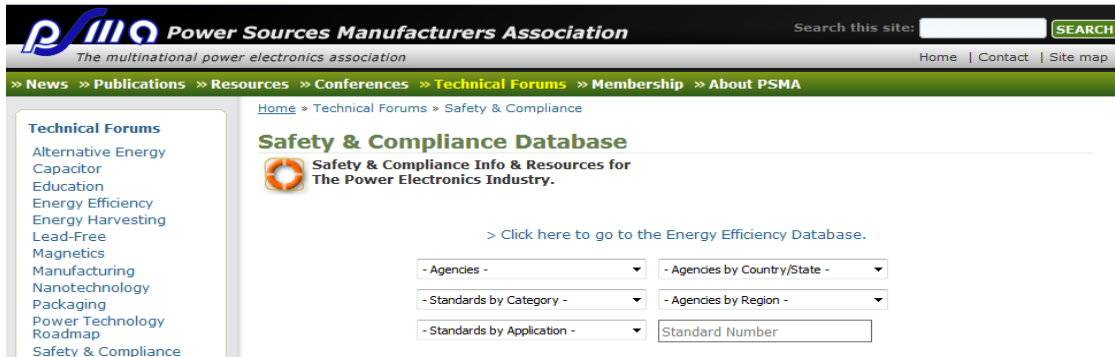 psma Power Sources Manufacturers Association
Search this site: SEARCH
The multinational power electronics association
Home | Contact | Site map
» News » Publications » Resources » Conferences » Technical Forums » Membership » About PSMA
Home » Technical Forums » Safety & Compliance
Technical Forums
Alternative Energy
Capacitor
Education
Energy Efficiency
Energy Harvesting
Lead-Free
Magnetics
Manufacturing
Nanotechnology
Packaging
Power Technology
Roadmap
Safety & Compliance
Safety & Compliance Database
Safety & Compliance Info & Resources for
The Power Electronics Industry.
> Click here to go to the Energy Efficiency Database.
- Agencies - - Agencies by Country/State -
- Standards by Category - - Agencies by Region -
- Standards by Application - Standard Number